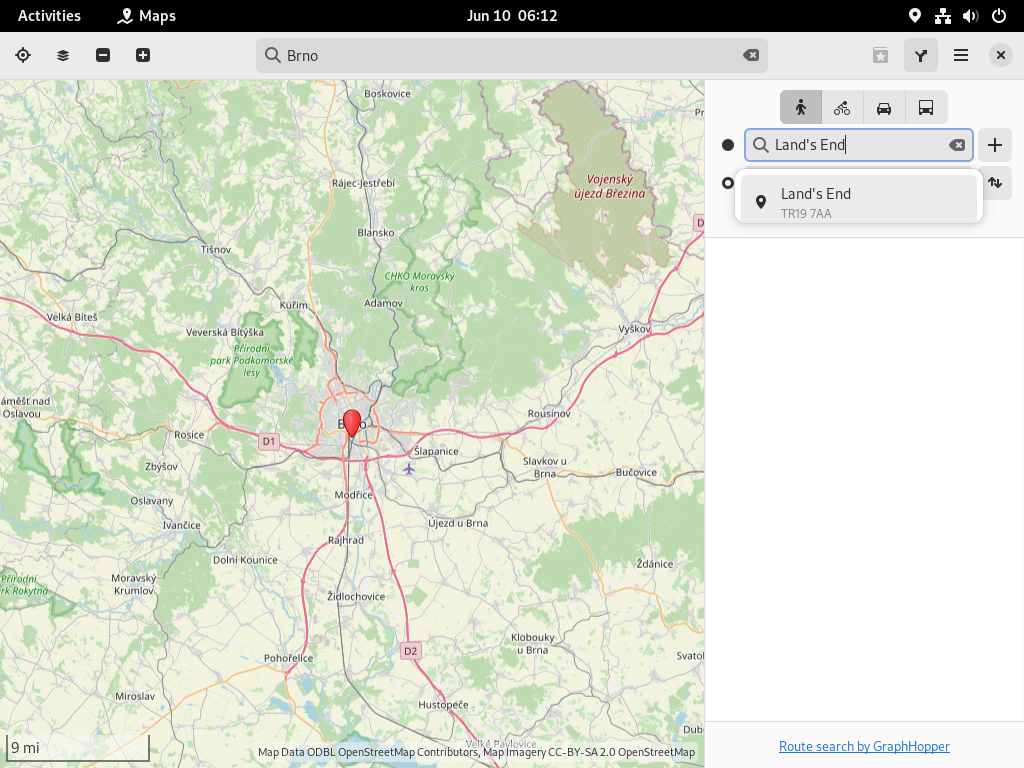 Activities
Maps
Jun 10 06:12
Brno
Land's End
Land's End
TR19 7AA
Boskovice
Vojenský
újezd Březina
Rájec-Jestřebí
Blansko
Tišnov
CHKO Moravský
kras
Adamov
Kuřim
Velká Bíteš
Veverská Bítýška
Přírodní
park Podkomorské
lesy
Vyškov
áměšť nad
Oslavou
Rosice
D1
Rousínov
Šlapanice
Zbýšov
Slavkov u
Brna
Bučovice
Oslavany
Modřice
Ivančice
Újezd u Brna
Rajhrad
Dolní Kounice
Ždánice
Přírodní
rk Rokytná
Moravský
Krumlov
Židlochovice
Klobouky
u Brna
D2
Pohořelice
Svatol
Miroslav
Hustopeče
Dub
Velké Pavlovice
9 mi
Map Data ODBL OpenStreetMap Contributors, Map Imagery CC-BY-SA 2.0 OpenStreetMap
Route search by GraphHopper